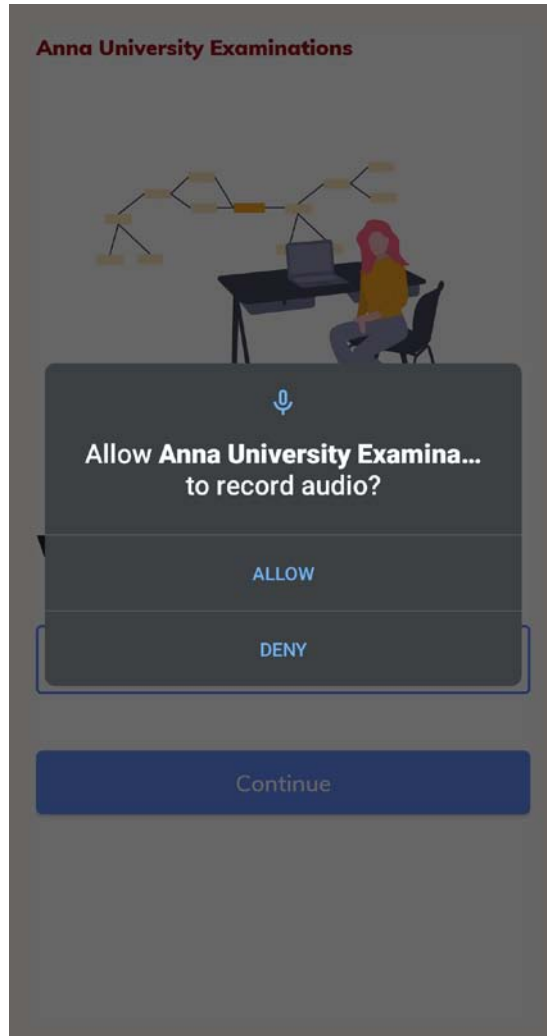 Anna University Examinations
Allow Anna University Examina...
to record audio?
ALLOW
DENY
Continue